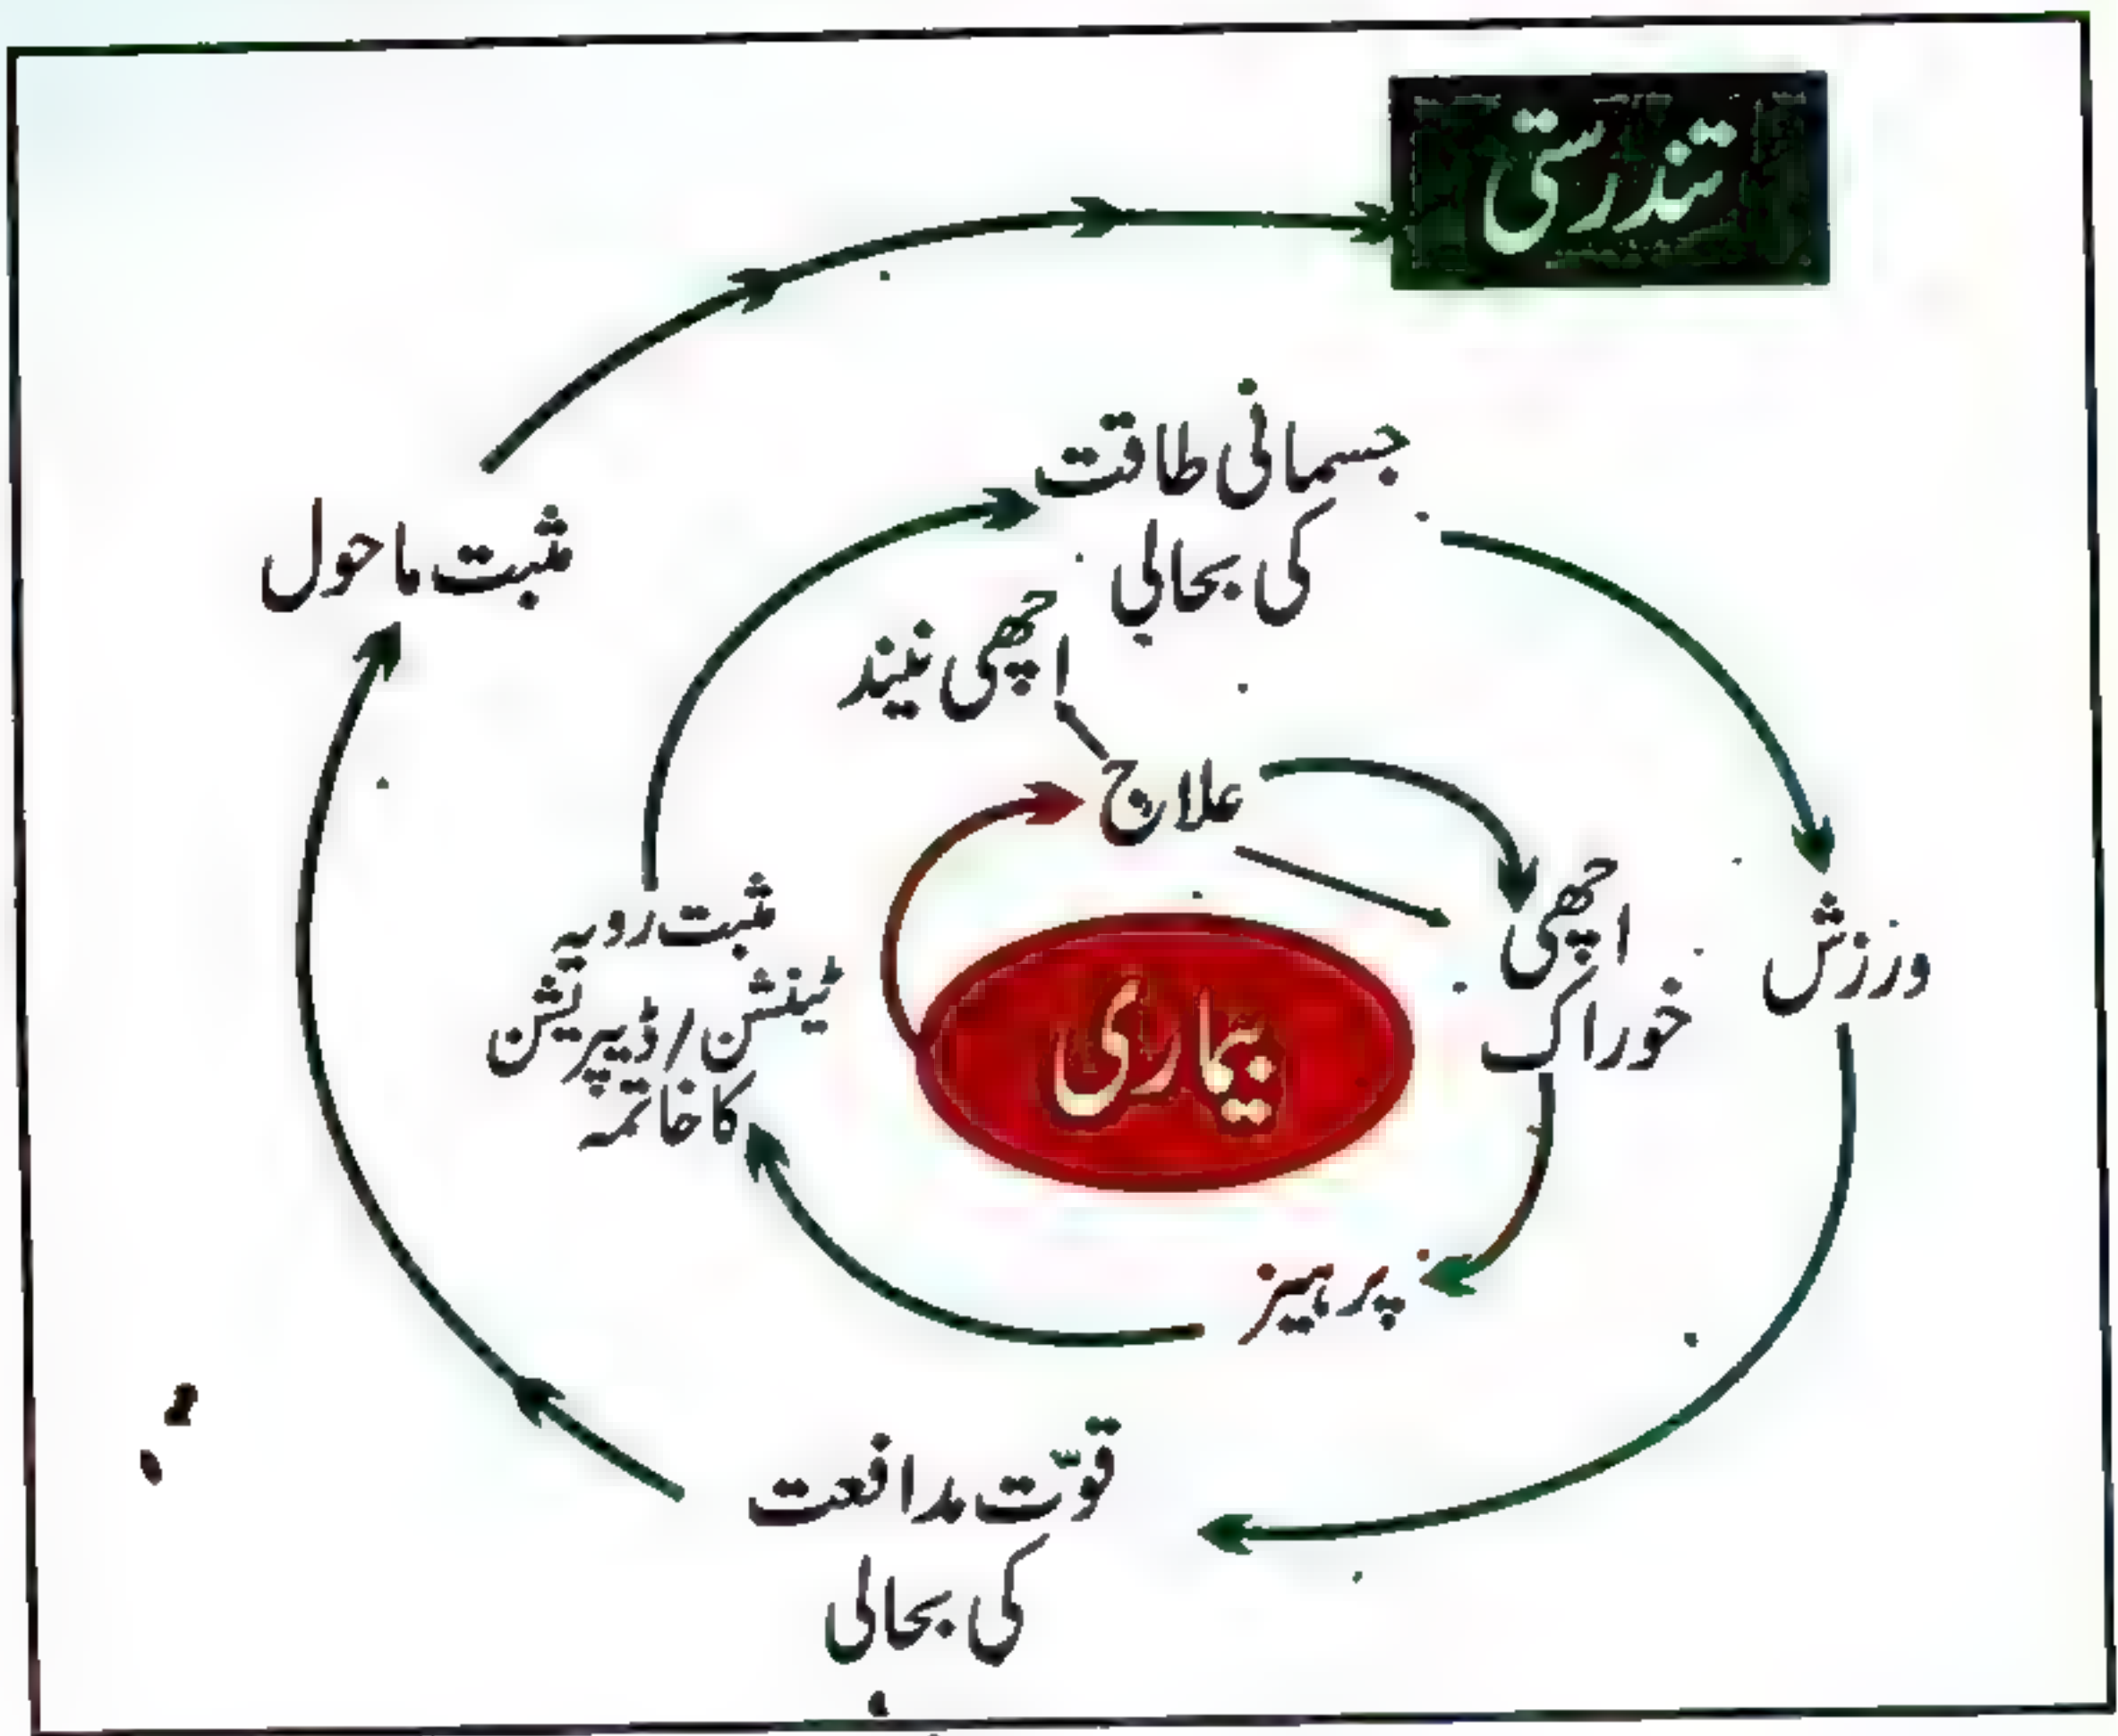 تندرستی
جسمانی طاقت
کی بحالی
مثبت ماحول
اچھی نیند
علاج
اچھی
خوراک
ورزش
مثبت رویہ
ٹینشن/ڈیپریشن
کا خاتمہ
بیماری
پرہیز
قوّت مدافعت
کی بحالی